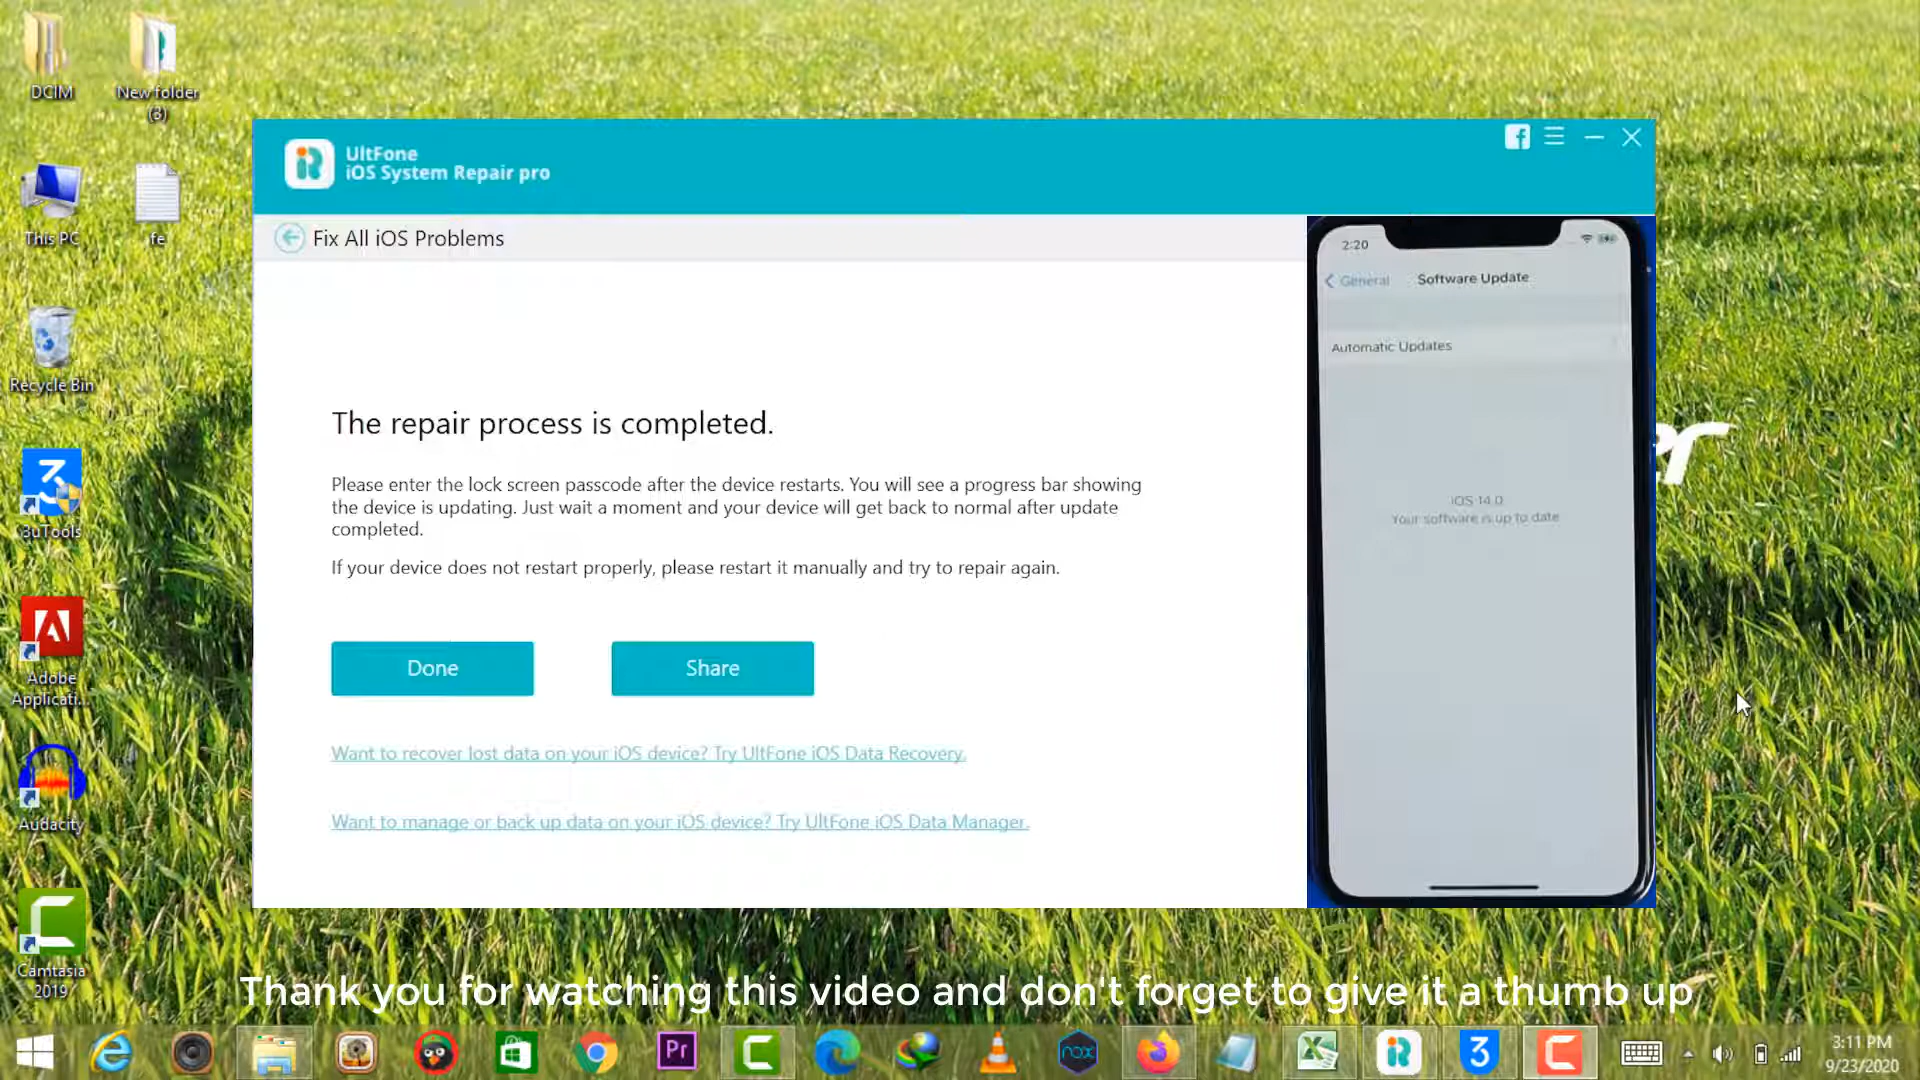 DCIM
New folder
(3)
This PC
fe
Recycle Bin
3uTools
Adobe
Applicati...
Audacity
Camtasia
2019
UltFone
iOS System Repair pro
Fix All iOS Problems
The repair process is completed.
Please enter the lock screen passcode after the device restarts. You will see a progress bar showing
the device is updating. Just wait a moment and your device will get back to normal after update
completed.
If your device does not restart properly, please restart it manually and try to repair again.
Done
Share
Want to recover lost data on your iOS device? Try UltFone iOS Data Recovery.
Want to manage or back up data on your iOS device? Try UltFone iOS Data Manager.
2:20
General
Software Update
Automatic Updates
iOS 14.0
Your software is up to date
Thank you for watching this video and don't forget to give it a thumb up
Pr
nox
3
3:11 PM
9/23/2020